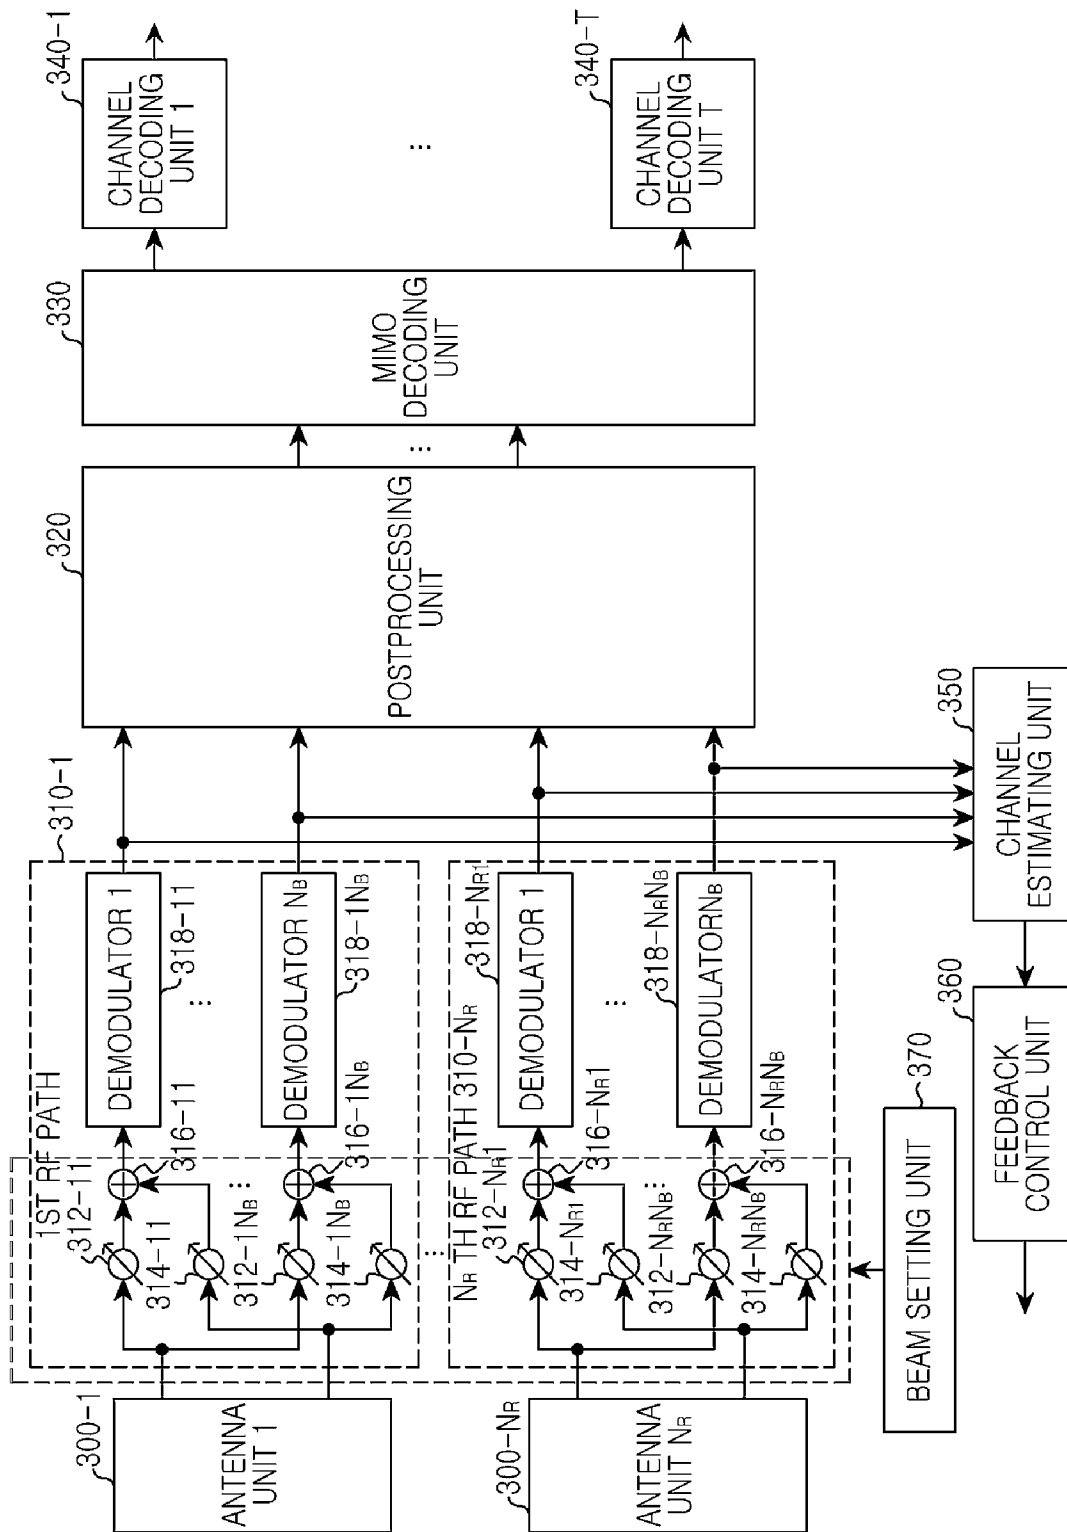 300-1
ANTENNA
UNIT 1
300-NR
ANTENNA
UNIT NR
1ST RF PATH
310-1
312-11
314-11
312-1NB
314-1NB
316-11
316-1NB
...
DEMODULATOR 1
318-11
...
DEMODULATOR NB
318-1NB
...
NR TH RF PATH 310-NR
312-NR1
314-NR1
312-NRNB
314-NRNB
316-NR1
316-NRNB
...
DEMODULATOR 1
318-NR1
...
DEMODULATORNB
318-NRNB
320
POSTPROCESSING
UNIT
...
330
MIMO
DECODING
UNIT
340-1
CHANNEL
DECODING
UNIT 1
...
340-T
CHANNEL
DECODING
UNIT T
370
BEAM SETTING UNIT
360
FEEDBACK
CONTROL UNIT
350
CHANNEL
ESTIMATING UNIT